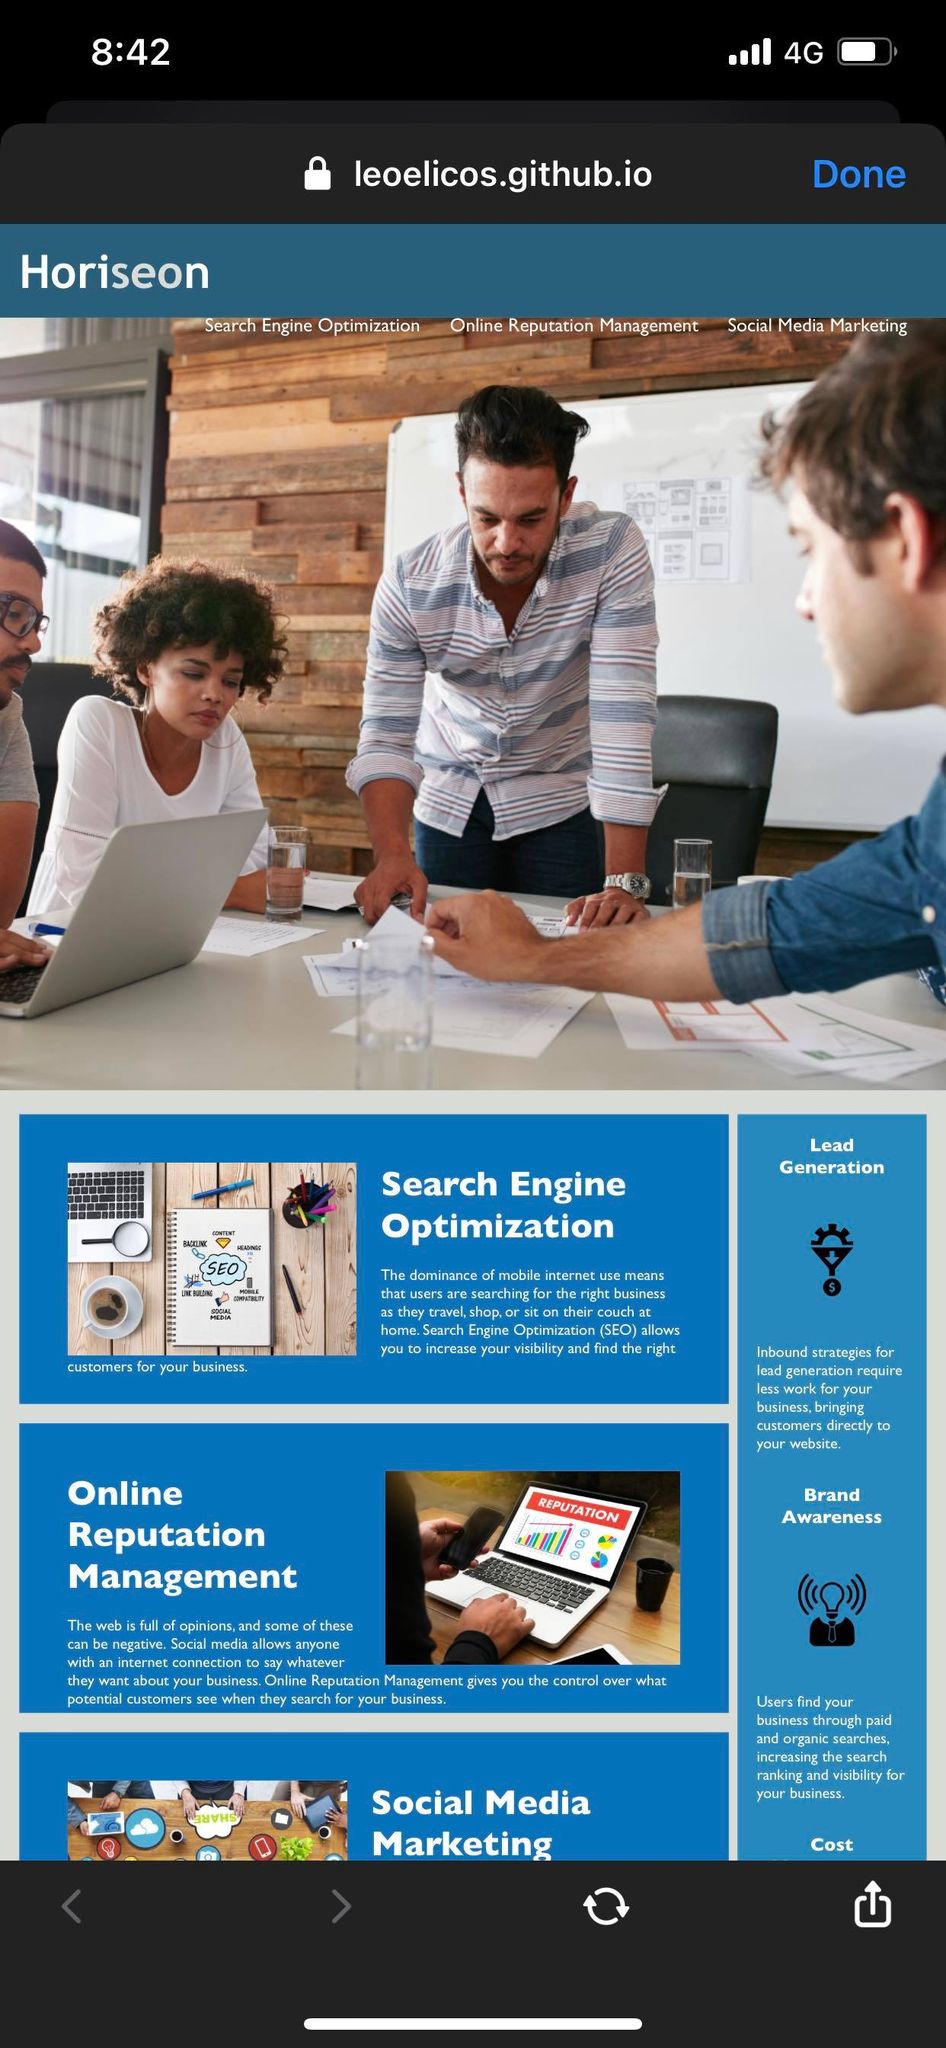 8:42
4G
leoelicos.github.io
Done
Horiseon
Search Engine Optimization
Online Reputation Management
Social Media Marketing
CONTENT
BACKLINK
HEADINGS
SEO
LINK BUILDING
MOBILE
COMPATIBILITY
SOCIAL
MEDIA
Search Engine
Optimization
The dominance of mobile internet use means
that users are searching for the right business
as they travel, shop, or sit on their couch at
home. Search Engine Optimization (SEO) allows
you to increase your visibility and find the right
customers for your business.
Online
Reputation
Management
The web is full of opinions, and some of these
can be negative. Social media allows anyone
with an internet connection to say whatever
they want about your business. Online Reputation Management gives you the control over what
potential customers see when they search for your business.
REPUTATION
SHARE
Social Media
Marketing
Lead
Generation
$
Inbound strategies for
lead generation require
less work for your
business, bringing
customers directly to
your website.
Brand
Awareness
Users find your
business through paid
and organic searches,
increasing the search
ranking and visibility for
your business.
Cost